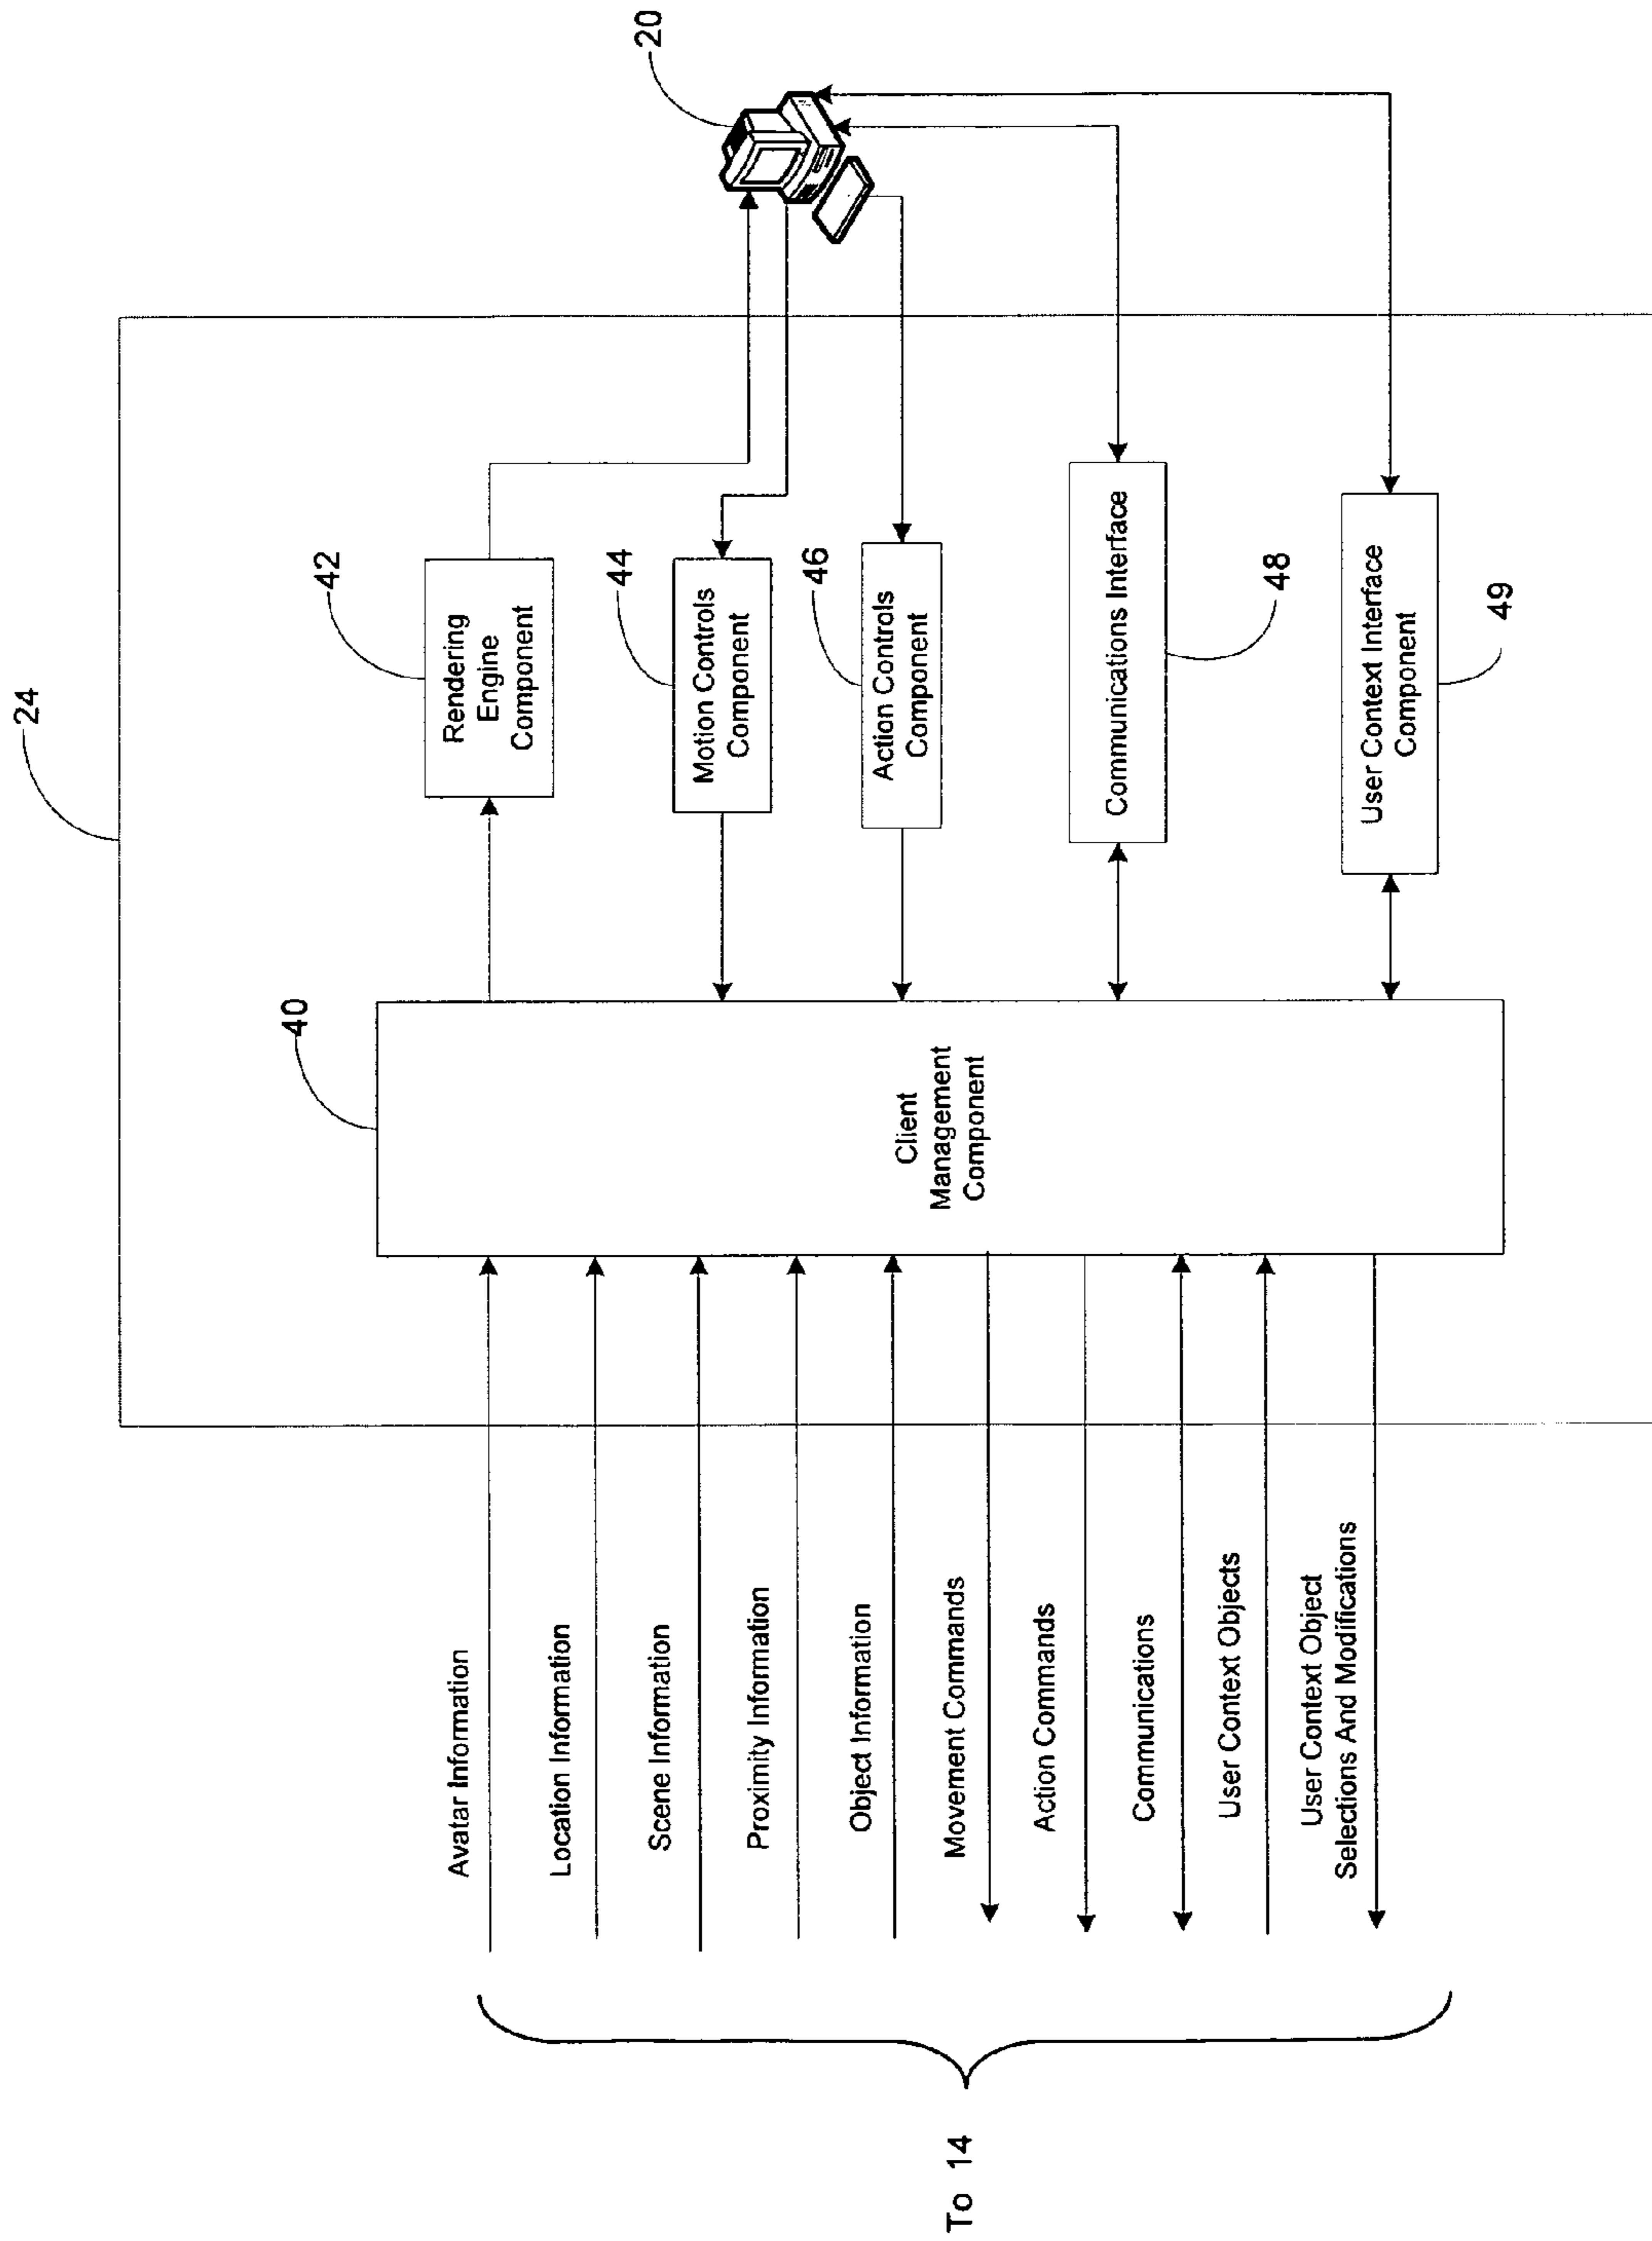 24
20
40
42
Rendering
Engine
Component
44
Motion Controls
Component
46
Action Controls
Component
Communications Interface
48
User Context Interface
Component
49
Client
Management
Component
Avatar Information
Location Information
Scene Information
Proximity Information
Object Information
Movement Commands
Action Commands
Communications
User Context Objects
User Context Object
Selections And Modifications
To 14